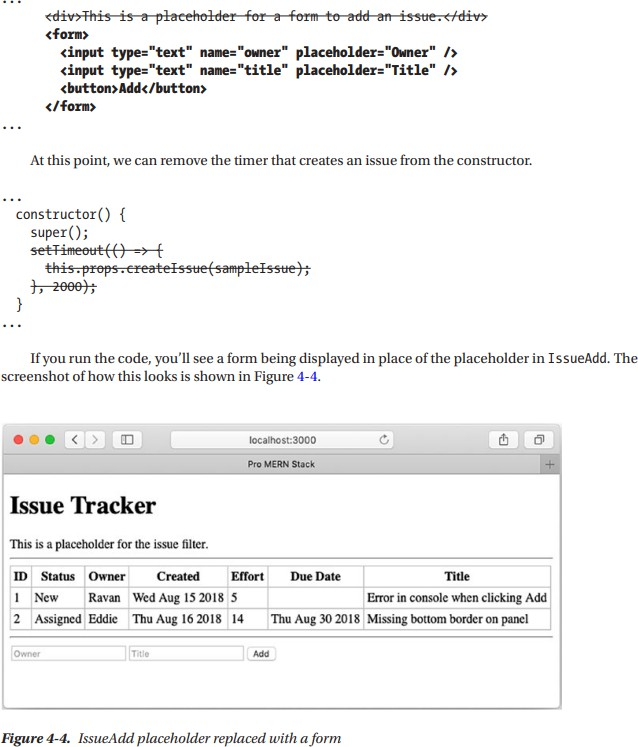 ...
<div>This is a placeholder for a form to add an issue.</div>
<form>
<input type="text" name="owner" placeholder="Owner" />
<input type="text" name="title" placeholder="Title" />
<button>Add</button>
</form>
...
At this point, we can remove the timer that creates an issue from the constructor.
...
constructor() {
super();
setTimeout(() => {
this.props.createIssue(sampleIssue);
}, 2000);
}
...
If you run the code, you'll see a form being displayed in place of the placeholder in IssueAdd. The
screenshot of how this looks is shown in Figure 4-4.
localhost:3000
Pro MERN Stack
Issue Tracker
This is a placeholder for the issue filter.
ID Status Owner Created Effort Due Date Title
1 New Ravan Wed Aug 15 2018 5 Error in console when clicking Add
2 Assigned Eddie Thu Aug 16 2018 14 Thu Aug 30 2018 Missing bottom border on panel
Owner Title Add
Figure 4-4. IssueAdd placeholder replaced with a form